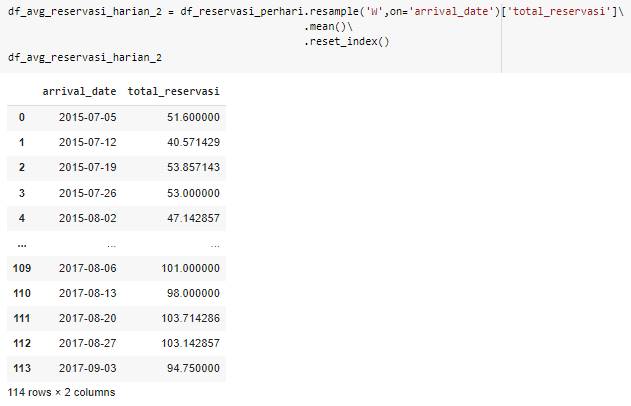 df_avg_reservasi_harian_2 = df_reservasi_perhari.resample('W',on='arrival_date')['total_reservasi']\
.mean()\
.reset_index()
df_avg_reservasi_harian_2
arrival_date total_reservasi
0 2015-07-05 51.600000
1 2015-07-12 40.571429
2 2015-07-19 53.857143
3 2015-07-26 53.000000
4 2015-08-02 47.142857
... ... ...
109 2017-08-06 101.000000
110 2017-08-13 98.000000
111 2017-08-20 103.714286
112 2017-08-27 103.142857
113 2017-09-03 94.750000
114 rows × 2 columns